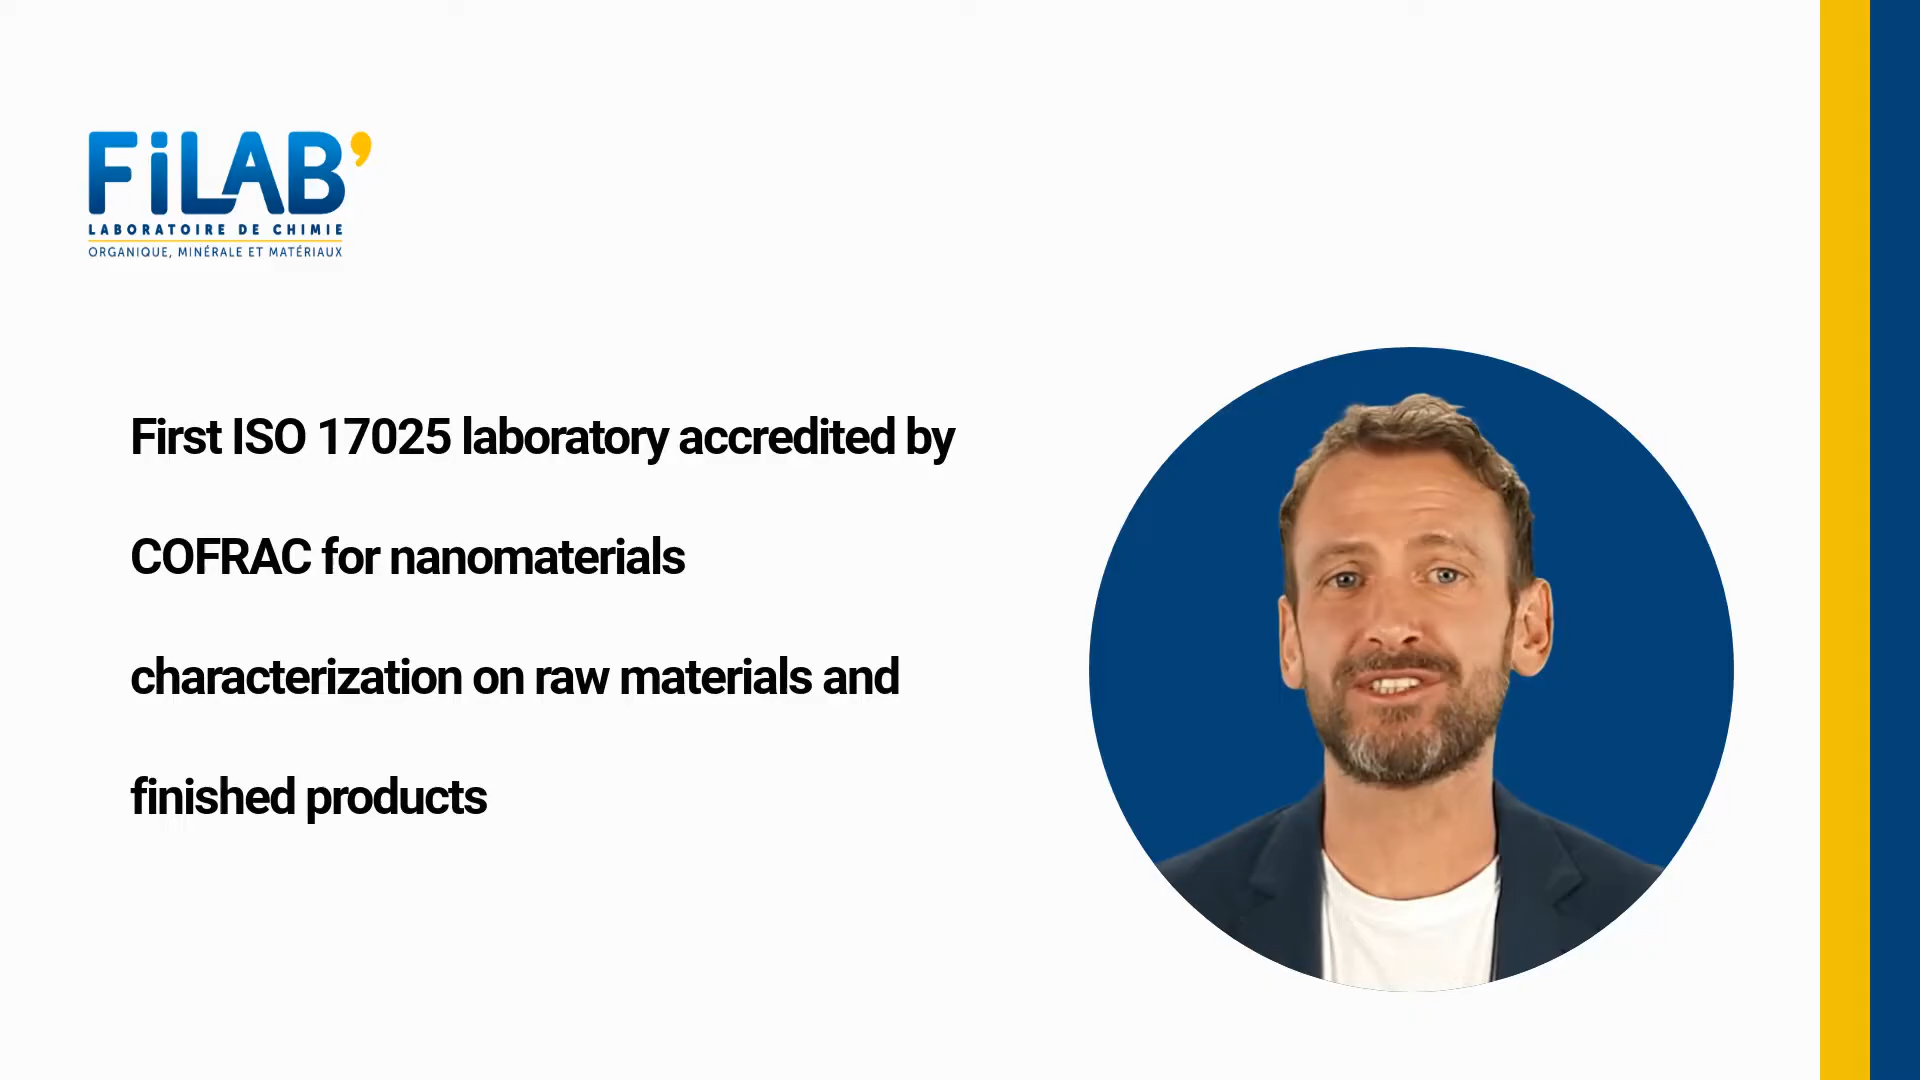 FiLAB'
LABORATOIRE DE CHIMIE
ORGANIQUE, MINÉRALE ET MATÉRIAUX
First ISO 17025 laboratory accredited by
COFRAC for nanomaterials
characterization on raw materials and
finished products